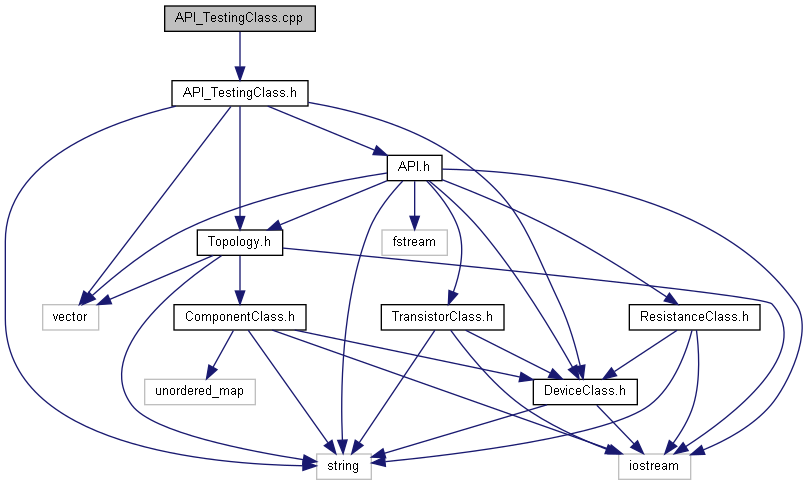 API_TestingClass.cpp
API_TestingClass.h
API.h
Topology.h
fstream
vector
ComponentClass.h
TransistorClass.h
ResistanceClass.h
unordered_map
DeviceClass.h
string
iostream